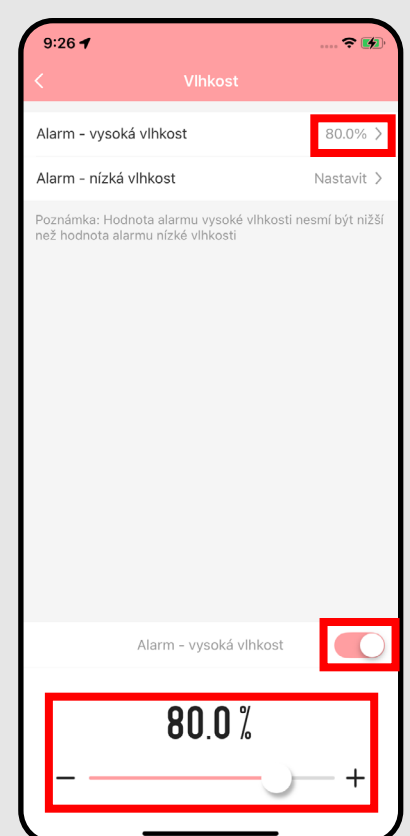 9:26
Vlhkost
Alarm - vysoká vlhkost 80.0%
Alarm - nízká vlhkost Nastavit
Poznámka: Hodnota alarmu vysoké vlhkosti nesmí být nižší
než hodnota alarmu nízké vlhkosti
Alarm - vysoká vlhkost
80.0 %
− +